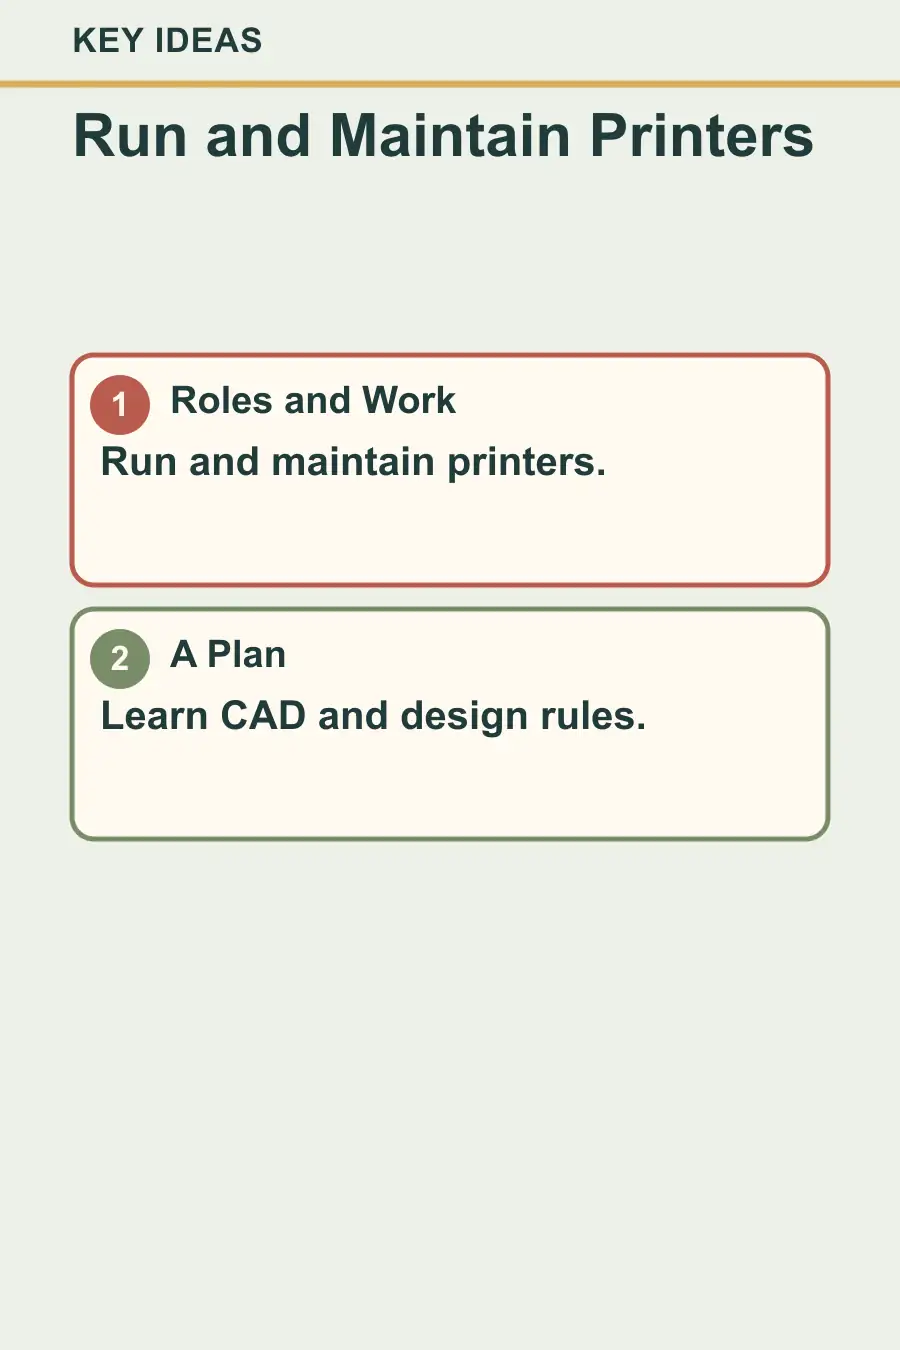 KEY IDEAS
Run and Maintain Printers
1 Roles and Work
Run and maintain printers.
2 A Plan
Learn CAD and design rules.